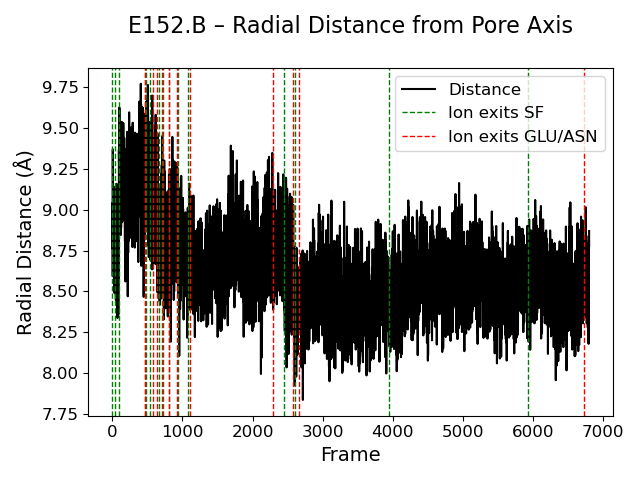 E152.B – Radial Distance from Pore Axis
Distance
Ion exits SF
Ion exits GLU/ASN
Radial Distance (Å)
9.75
9.50
9.25
9.00
8.75
8.50
8.25
8.00
7.75
0
1000
2000
3000
4000
5000
6000
7000
Frame